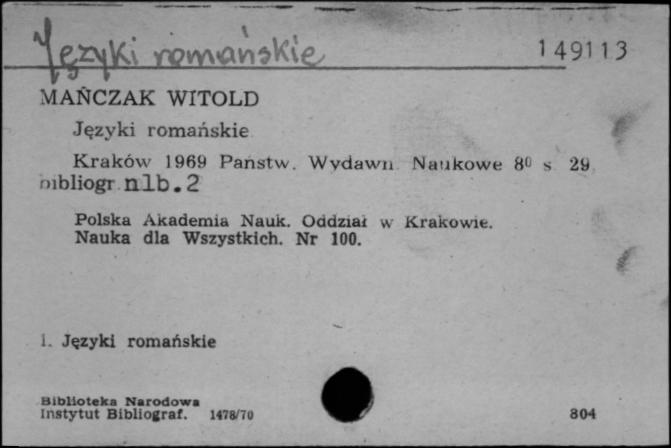 Języki romańskie
149113
MAŃCZAK WITOLD
Języki romańskie
Kraków 1969 Państw. Wydawn. Naukowe 8⁰ s 29,
bibliogr. nlb.2
Polska Akademia Nauk. Oddział w Krakowie.
Nauka dla Wszystkich. Nr 100.
1. Języki romańskie
Biblioteka Narodowa
Instytut Bibliograf. 1478/70
804